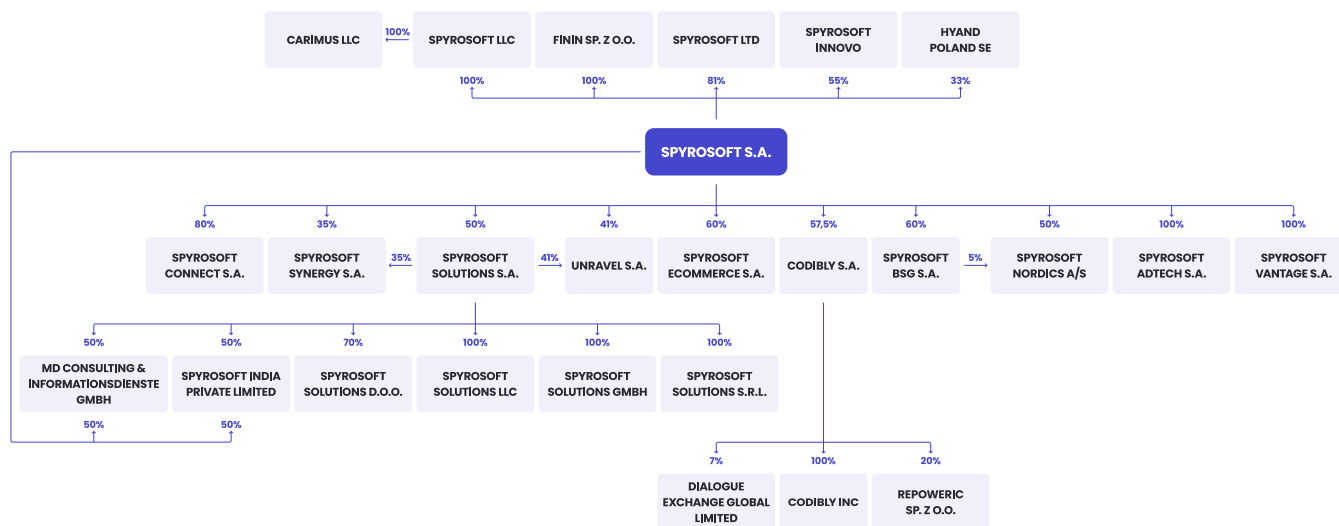 CARIMUS LLC
100%
SPYROSOFT LLC
FININ SP. Z O.O.
SPYROSOFT LTD
SPYROSOFT
INNOVO
HYAND
POLAND SE
100%
100%
81%
55%
33%
SPYROSOFT S.A.
80%
35%
50%
41%
60%
57,5%
60%
50%
100%
100%
SPYROSOFT
CONNECT S.A.
SPYROSOFT
SYNERGY S.A.
35%
SPYROSOFT
SOLUTIONS S.A.
41%
UNRAVEL S.A.
SPYROSOFT
ECOMMERCE S.A.
CODIBLY S.A.
SPYROSOFT
BSG S.A.
5%
SPYROSOFT
NORDICS A/S
SPYROSOFT
ADTECH S.A.
SPYROSOFT
VANTAGE S.A.
50%
50%
70%
100%
100%
100%
MD CONSULTING &
INFORMATIONSDIENSTE
GMBH
SPYROSOFT INDIA
PRIVATE LIMITED
SPYROSOFT
SOLUTIONS D.O.O.
SPYROSOFT
SOLUTIONS LLC
SPYROSOFT
SOLUTIONS GMBH
SPYROSOFT
SOLUTIONS S.R.L.
50%
50%
7%
100%
20%
DIALOGUE
EXCHANGE GLOBAL
LIMITED
CODIBLY INC
REPOWERIC
SP. Z O.O.